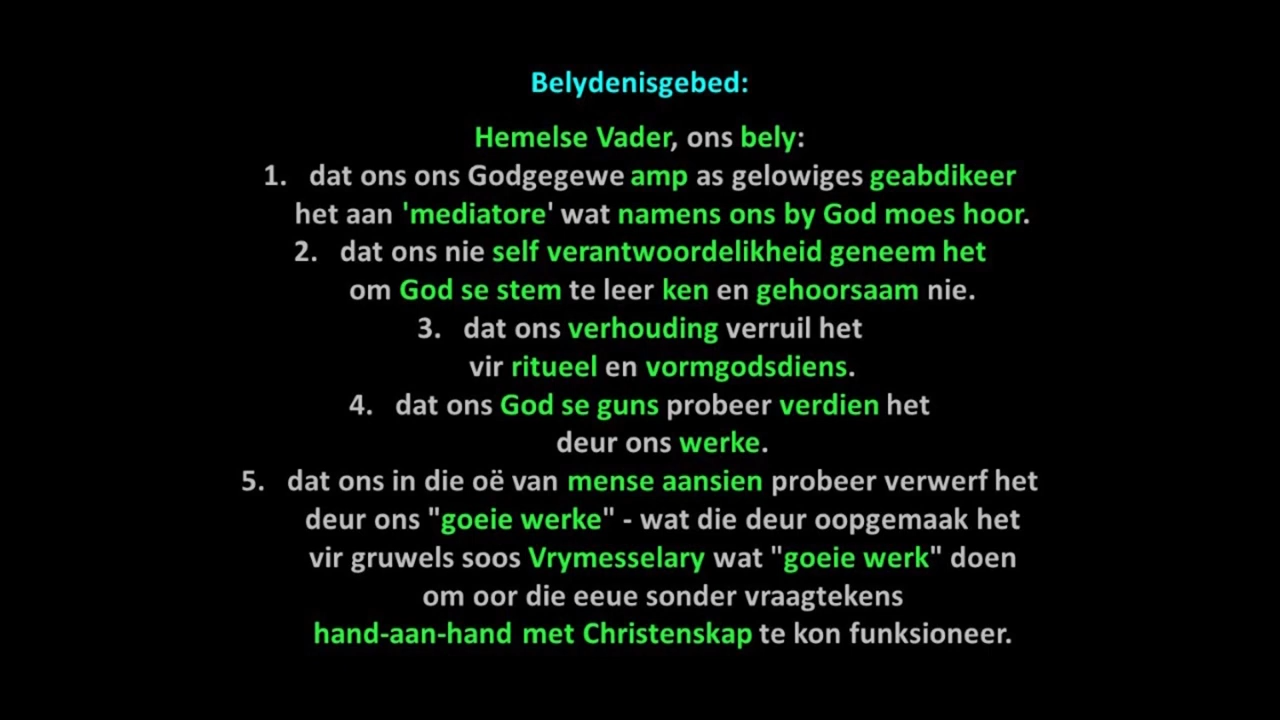 Belydenisgebed:
Hemelse Vader, ons bely:
1. dat ons ons Godgegewe amp as gelowiges geabdikeer
het aan 'mediatore' wat namens ons by God moes hoor.
2. dat ons nie self verantwoordelikheid geneem het
om God se stem te leer ken en gehoorsaam nie.
3. dat ons verhouding verruil het
vir ritueel en vormgodsdiens.
4. dat ons God se guns probeer verdien het
deur ons werke.
5. dat ons in die oë van mense aansien probeer verwerf het
deur ons "goeie werke" - wat die deur oopgemaak het
vir gruwels soos Vrymesselary wat "goeie werk" doen
om oor die eeue sonder vraagtekens
hand-aan-hand met Christenskap te kon funksioneer.